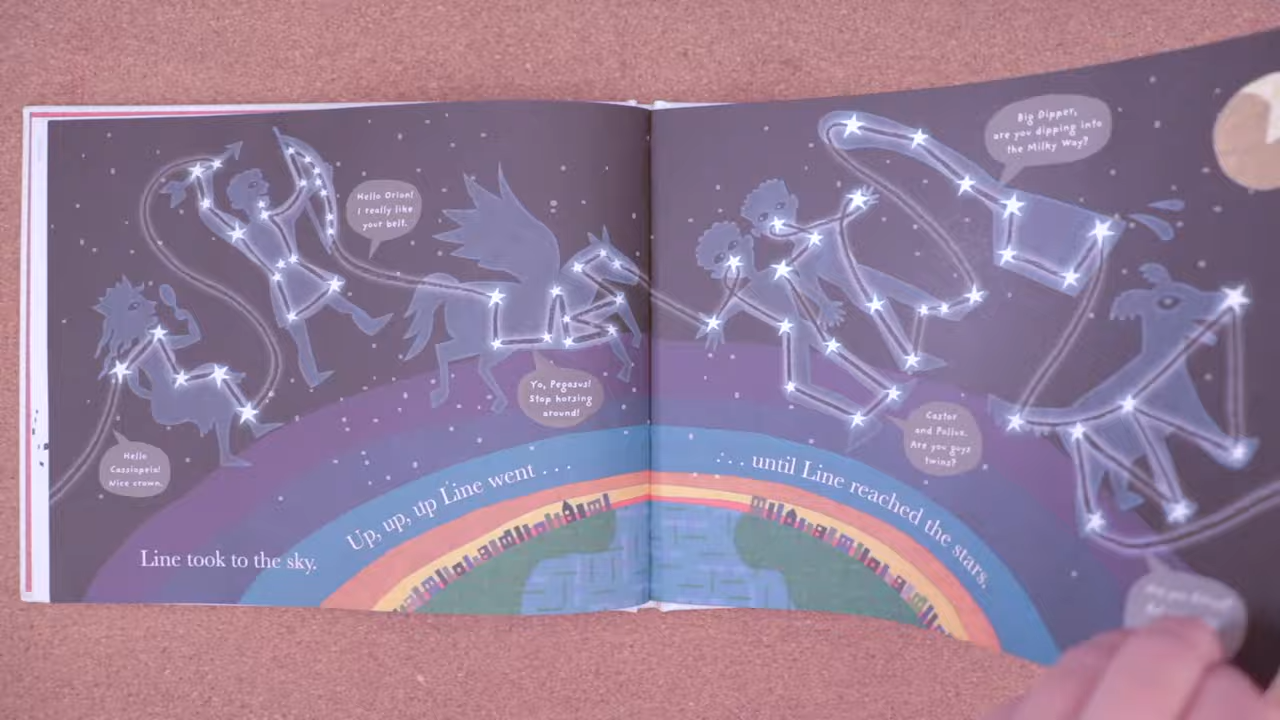 Hello
Cassiopeia!
Nice crown.
Hello Orion!
I really like
your belt.
Yo, Pegasus!
Stop horsing
around!
Line took to the sky.
Up, up, up Line went . . .
Big Dipper,
are you dipping into
the Milky Way?
Castor
and Pollux.
Are you guys
twins?
. . . until Line reached the stars.